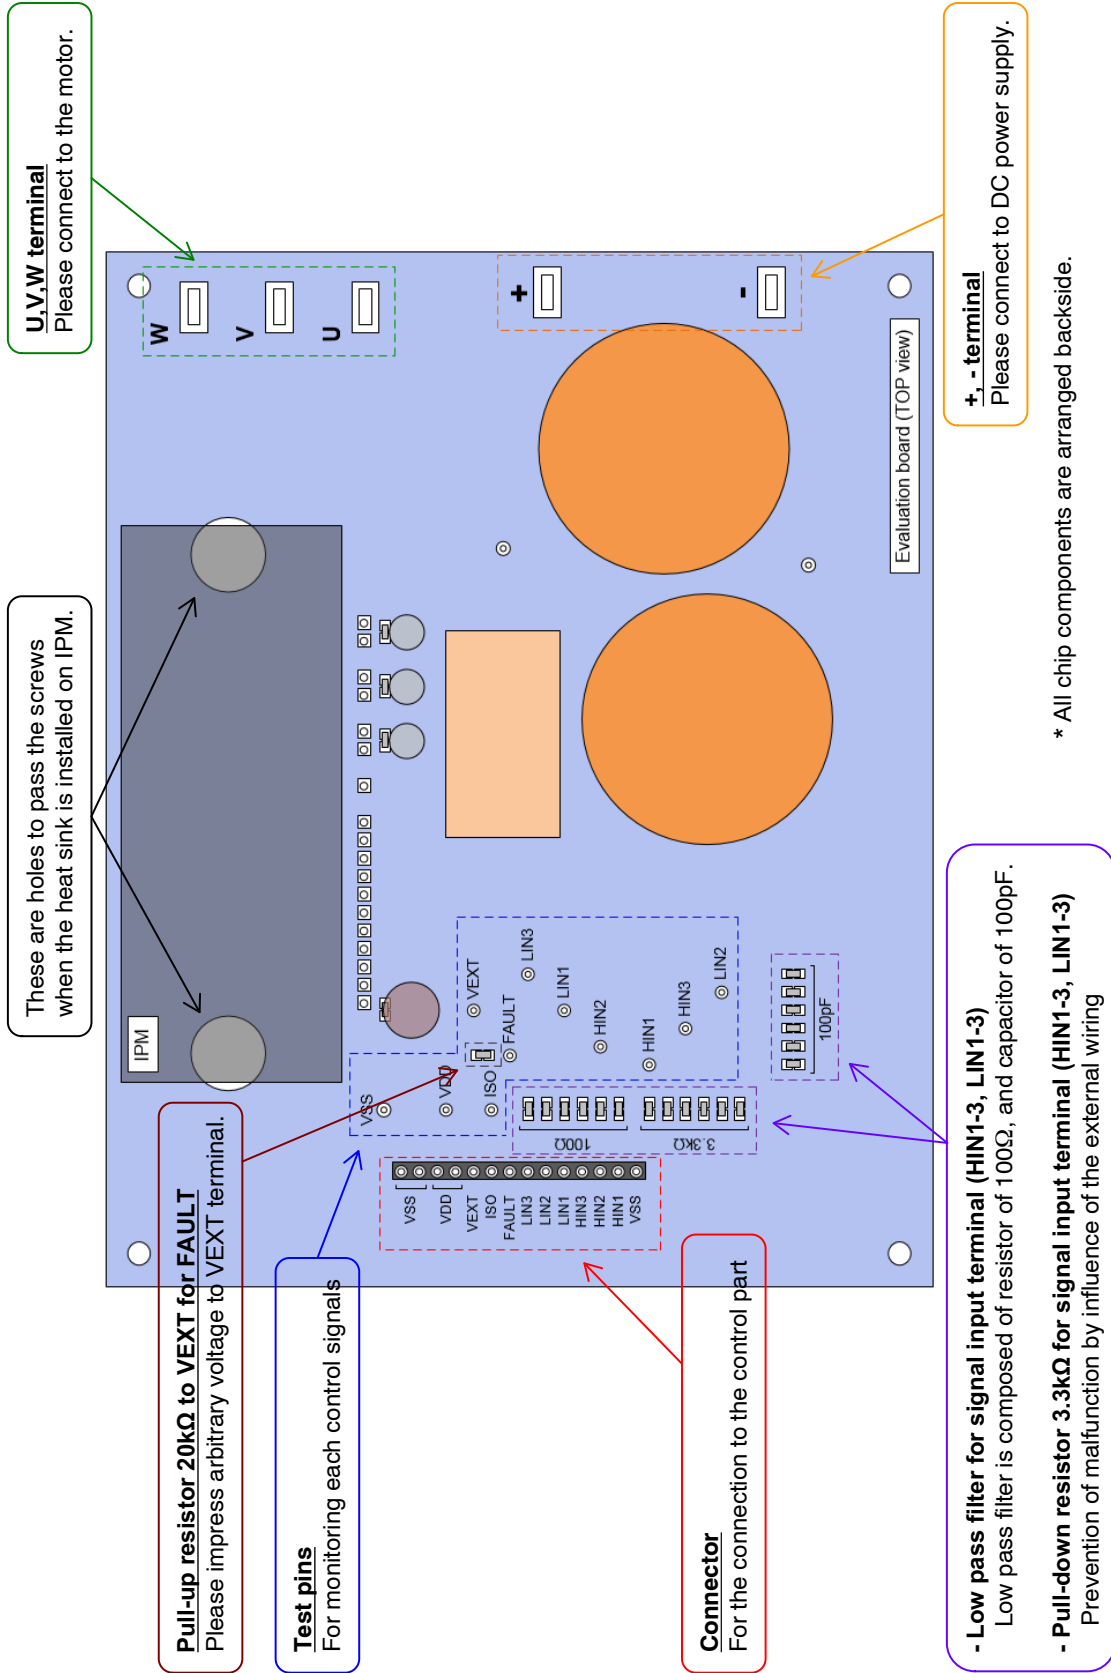 These are holes to pass the screws
when the heat sink is installed on IPM.
U,V,W terminal
Please connect to the motor.
Pull-up resistor 20kΩ to VEXT for FAULT
Please impress arbitrary voltage to VEXT terminal.
Test pins
For monitoring each control signals
Connector
For the connection to the control part
IPM
W
V
U
+
-
VSS
VDD
VEXT
ISO
FAULT
LIN3
LIN2
LIN1
HIN3
HIN2
HIN1
VSS
100Ω
3.3kΩ
VSS
VDD
ISO
VEXT
FAULT
LIN3
LIN1
HIN2
HIN1
HIN3
LIN2
100pF
Evaluation board (TOP view)
- Low pass filter for signal input terminal (HIN1-3, LIN1-3)
Low pass filter is composed of resistor of 100Ω, and capacitor of 100pF.
- Pull-down resistor 3.3kΩ for signal input terminal (HIN1-3, LIN1-3)
Prevention of malfunction by influence of the external wiring
+, - terminal
Please connect to DC power supply.
* All chip components are arranged backside.